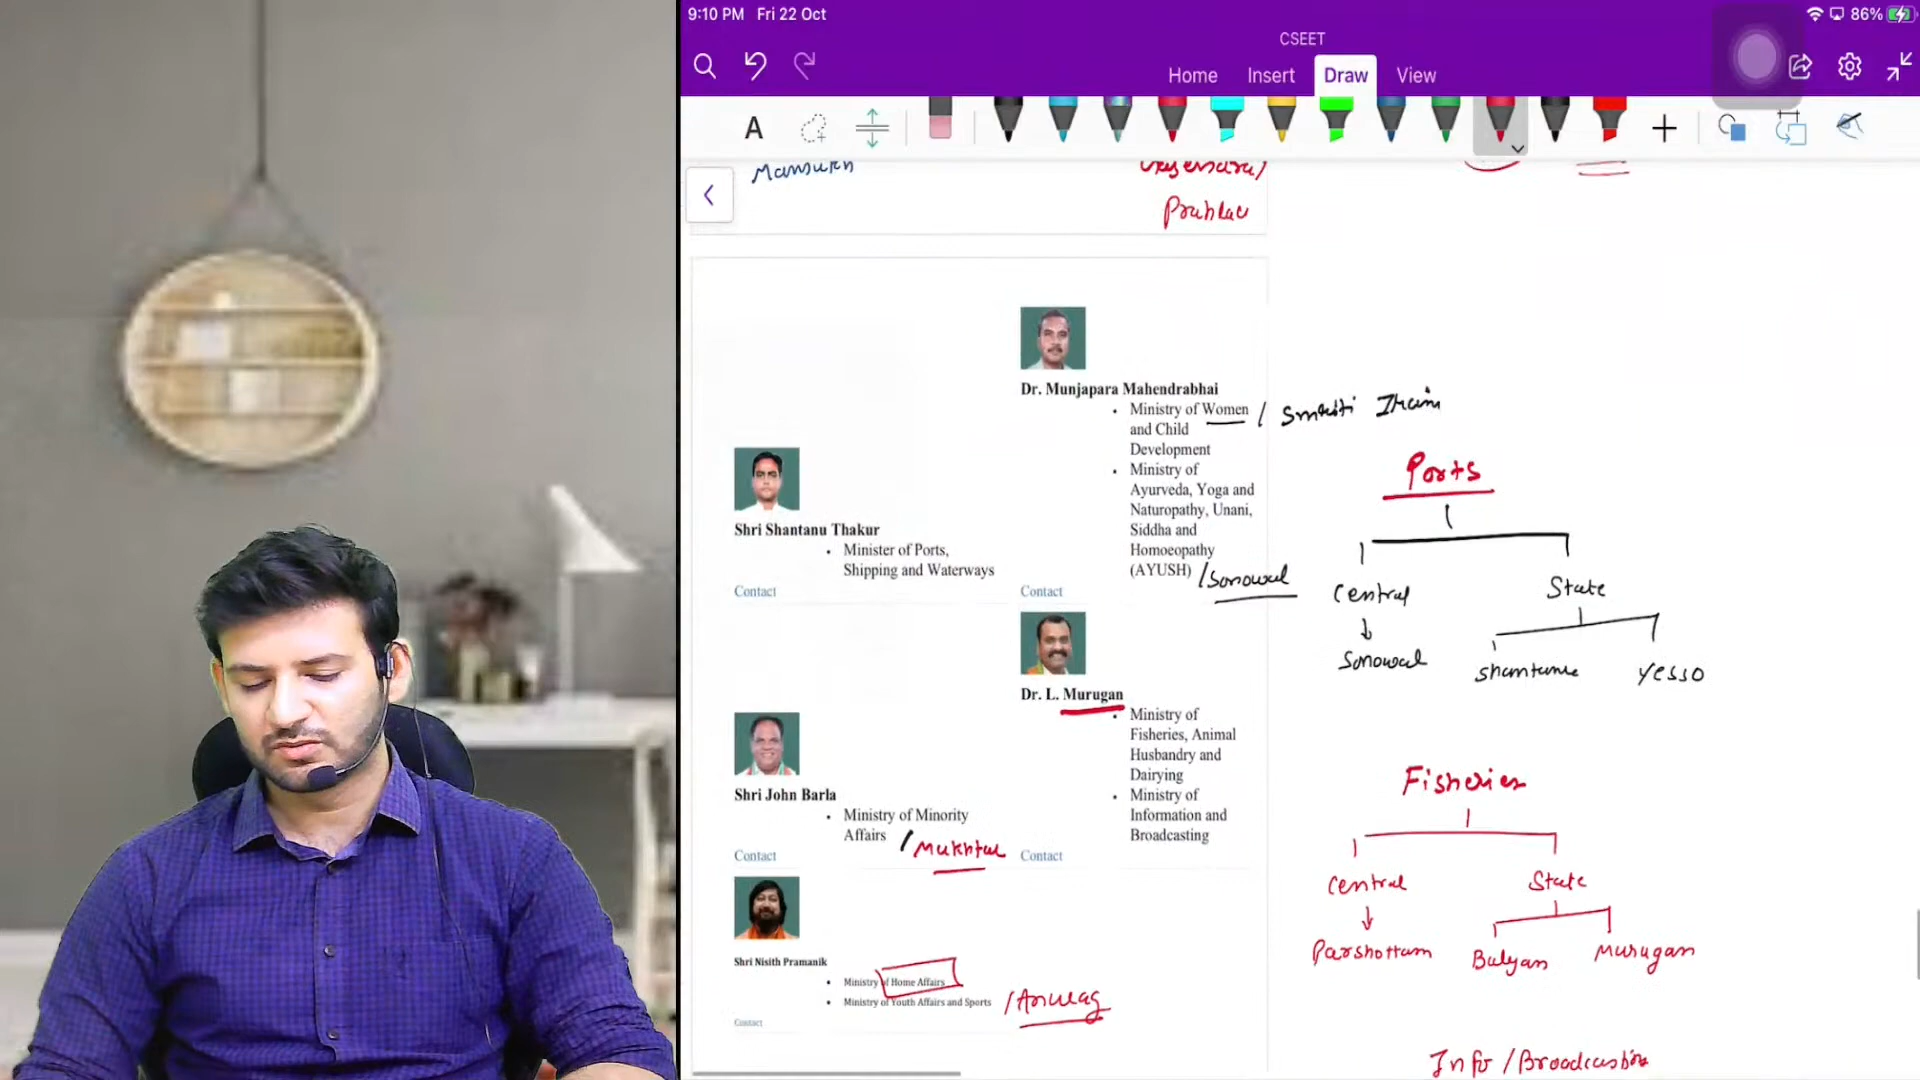 9:10 PM Fri 22 Oct
86%
CSEET
Home Insert Draw View
A
Mansukh
Prahlad
Dr. Munjapara Mahendrabhai
Ministry of Women / Smriti Irani
and Child
Development
Ministry of
Ayurveda, Yoga and
Naturopathy, Unani,
Siddha and
Homoeopathy
(AYUSH) /Sonowal
Contact
Shri Shantanu Thakur
Minister of Ports,
Shipping and Waterways
Contact
Ports
Central State
Sonowal Shantanu Yesso
Dr. L. Murugan
Ministry of
Fisheries, Animal
Husbandry and
Dairying
Ministry of
Information and
Broadcasting
Contact
Shri John Barla
Ministry of Minority
Affairs / Mukhtar
Contact
Fisheries
Central State
Parshottam Balyan Murugan
Shri Nisith Pramanik
Ministry of Home Affairs
Ministry of Youth Affairs and Sports /Anurag
Contact
Info/Broadcasting